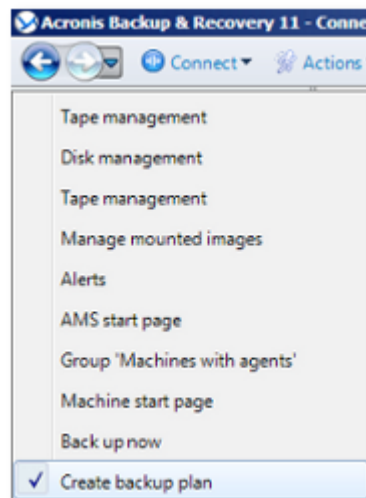 Acronis Backup & Recovery 11 - Conne
Connect Actions
Tape management
Disk management
Tape management
Manage mounted images
Alerts
AMS start page
Group 'Machines with agents'
Machine start page
Back up now
Create backup plan